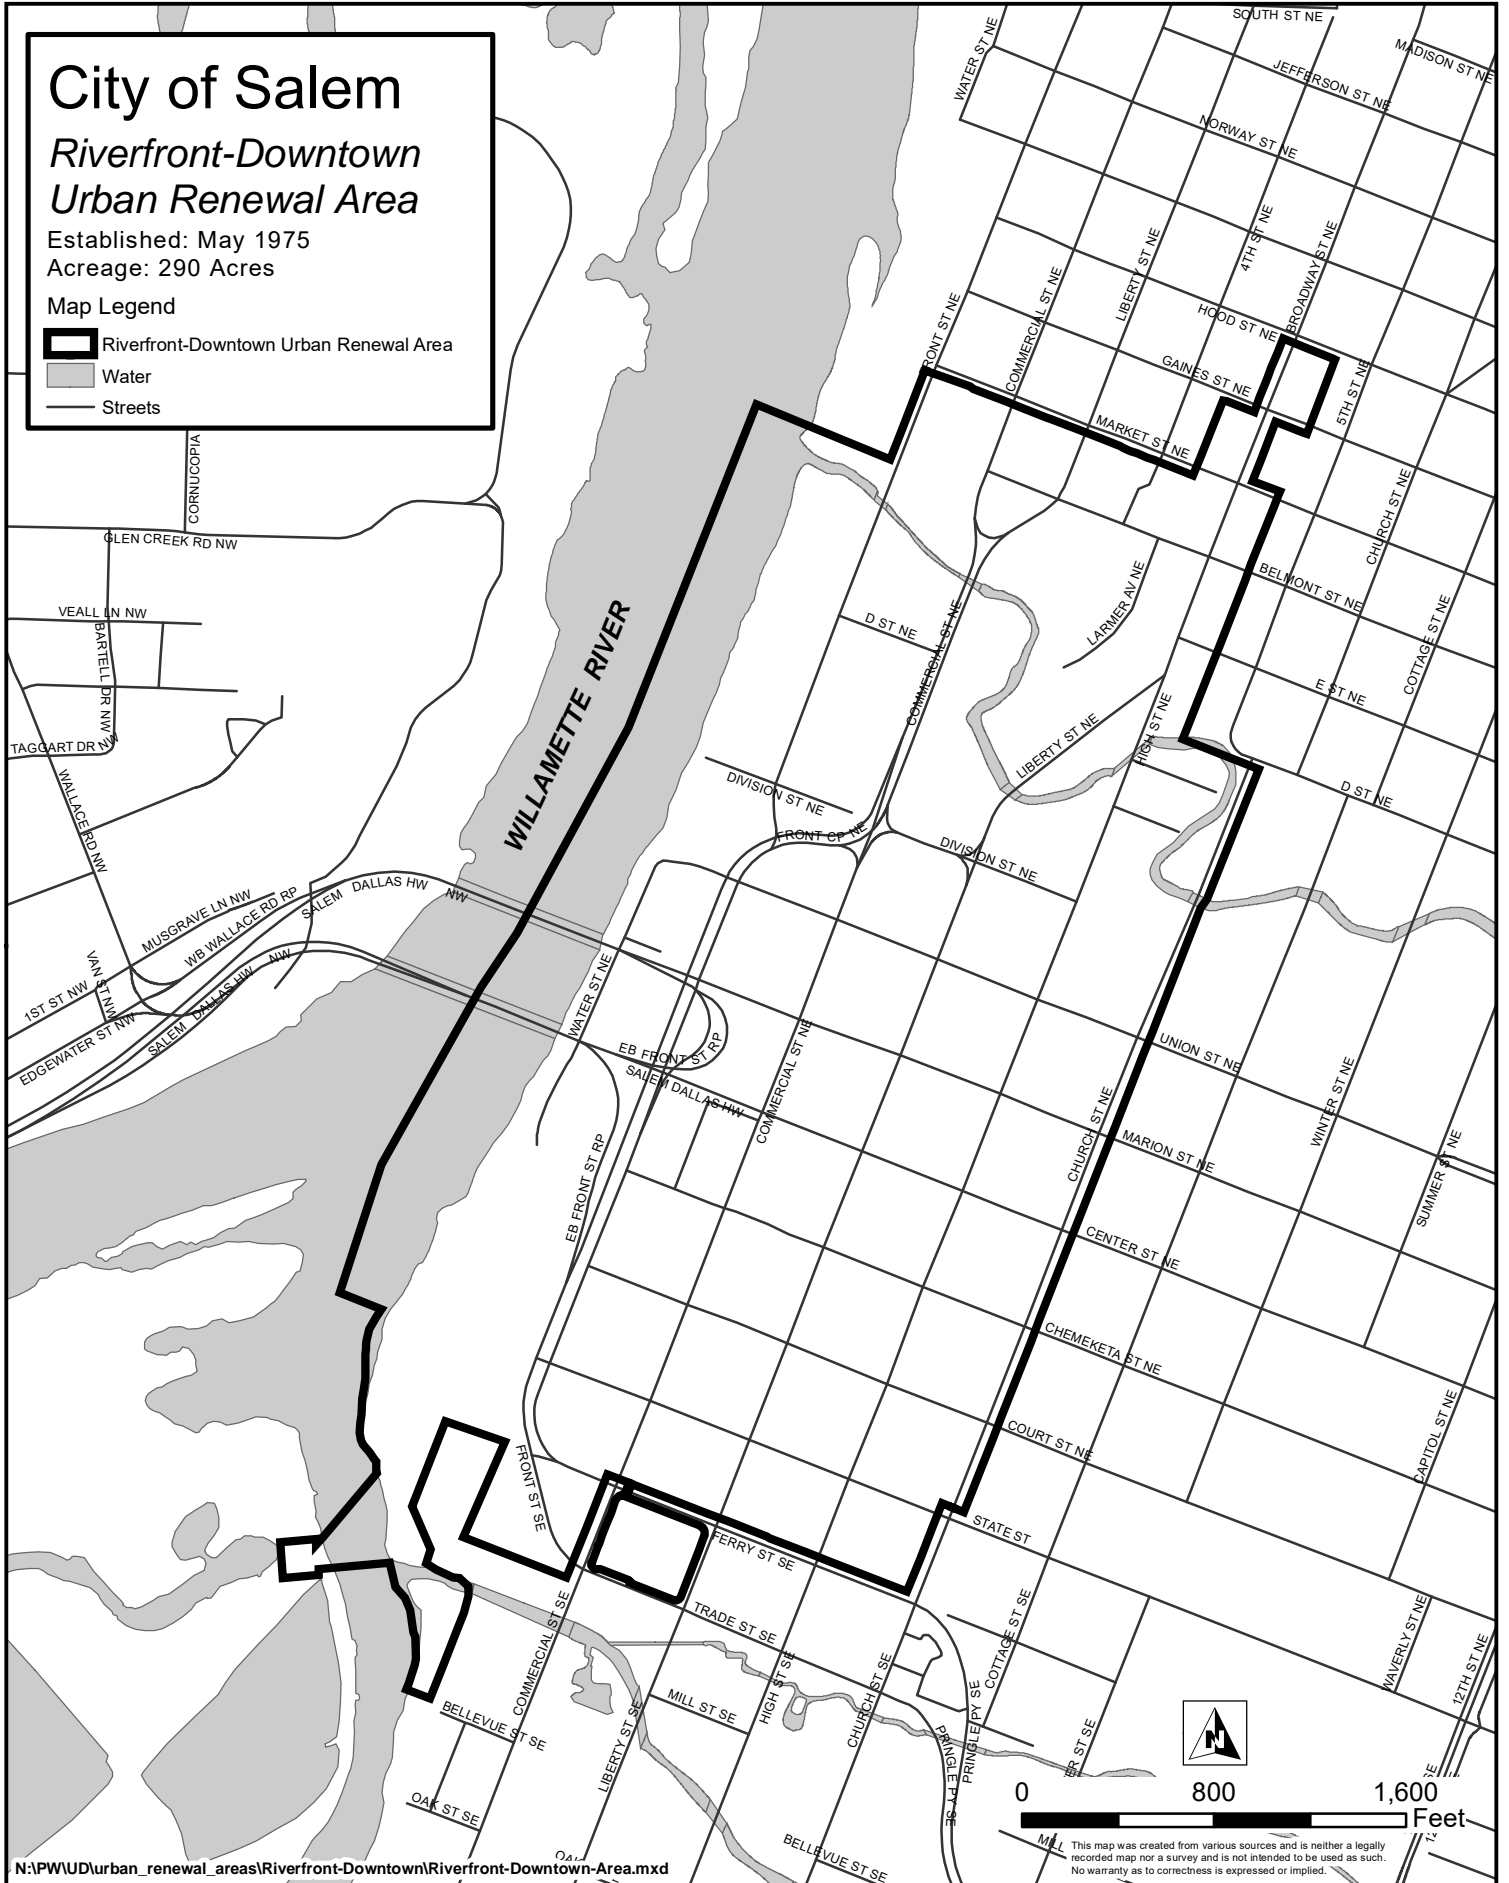 City of Salem
Riverfront-Downtown
Urban Renewal Area
Established: May 1975
Acreage: 290 Acres
Map Legend
Riverfront-Downtown Urban Renewal Area
Water
Streets
SOUTH ST NE
MADISON ST NE
WATER ST NE
JEFFERSON ST NE
NORWAY ST NE
4TH ST NE
BROADWAY ST NE
LIBERTY ST NE
COMMERCIAL ST NE
HOOD ST NE
FRONT ST NE
GAINES ST NE
5TH ST NE
MARKET ST NE
CORNUCOPIA
CHURCH ST NE
GLEN CREEK RD NW
BELMONT ST NE
LARMER AV NE
VEALL LN NW
D ST NE
COTTAGE ST NE
BARTELL DR NW
COMMERCIAL ST NE
E ST NE
WILLAMETTE RIVER
HIGH ST NE
TAGGART DR NW
LIBERTY ST NE
WALLACE RD NW
DIVISION ST NE
D ST NE
FRONT CP NE
DIVISION ST NE
DALLAS HW
NW
SALEM
MUSGRAVE LN NW
WB WALLACE RD RP
NW
VAN ST NW
1ST ST NW
SALEM
DALLAS HW
EDGEWATER ST NW
WATER ST NE
EB FRONT ST RP
SALEM DALLAS HW
COMMERCIAL ST NE
UNION ST NE
WINTER ST NE
CHURCH ST NE
MARION ST NE
SUMMER ST NE
EB FRONT ST RP
CENTER ST NE
CHEMEKETA ST NE
COURT ST NE
CAPITOL ST NE
FRONT ST SE
STATE ST
FERRY ST SE
TRADE ST SE
COMMERCIAL ST SE
COTTAGE ST SE
WAVERLY ST NE
12TH ST NE
HIGH ST SE
CHURCH ST SE
MILL ST SE
LIBERTY ST SE
BELLEVUE ST SE
PRINGLE PY SE
PRINGLE PY SE
ER ST SE
SE
N
0 800 1,600
Feet
OAK ST SE
12
MILL
BELLEVUE ST SE
OAK
This map was created from various sources and is neither a legally
recorded map nor a survey and is not intended to be used as such.
No warranty as to correctness is expressed or implied.
N:\PW\UD\urban_renewal_areas\Riverfront-Downtown\Riverfront-Downtown-Area.mxd